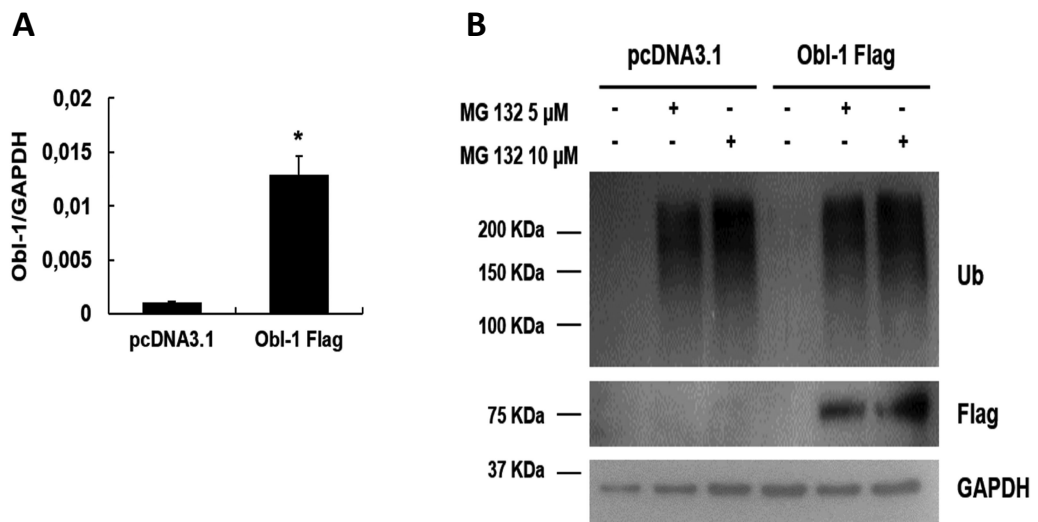 A
Obl-1/GAPDH
0,02
0,015
0,01
0,005
0
*
pcDNA3.1 Obl-1 Flag
B
pcDNA3.1 Obl-1 Flag
MG 132 5 µM - + - - + -
MG 132 10 µM - - + - - +
200 KDa
150 KDa
100 KDa
Ub
75 KDa
Flag
37 KDa
GAPDH